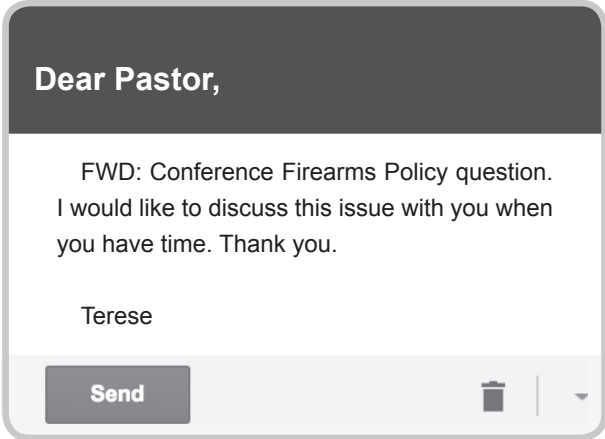 Dear Pastor,
FWD: Conference Firearms Policy question.
I would like to discuss this issue with you when
you have time. Thank you.
Terese
Send